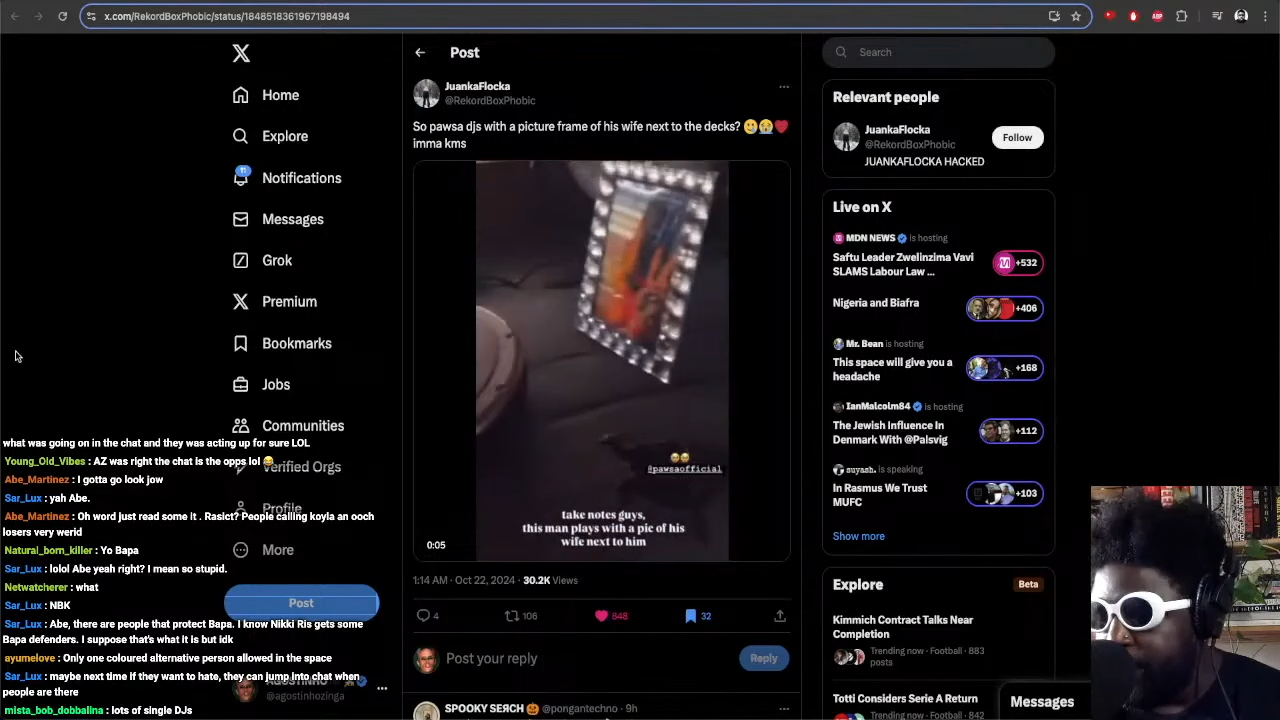 x.com/RekordBoxPhobic/status/1848518361967198494
ABP
X
Home
Explore
11
Notifications
Messages
Grok
Premium
Bookmarks
Jobs
Communities
Verified Orgs
Profile
More
Post
@agostinhozinga
what was going on in the chat and they was acting up for sure LOL
Young_Old_Vibes : AZ was right the chat is the opps lol 😂
Abe_Martinez : I gotta go look jow
Sar_Lux : yah Abe.
Abe_Martinez : Oh word just read some it . Rasict? People calling koyla an ooch
losers very werid
Natural_born_killer : Yo Bapa
Sar_Lux : lolol Abe yeah right? I mean so stupid.
Netwatcherer : what
Sar_Lux : NBK
Sar_Lux : Abe, there are people that protect Bapa. I know Nikki Ris gets some
Bapa defenders. I suppose that's what it is but idk
ayumelove : Only one coloured alternative person allowed in the space
Sar_Lux : maybe next time if they want to hate, they can jump into chat when
people are there
mista_bob_dobbalina : lots of single DJs
Post
JuankaFlocka
@RekordBoxPhobic
So pawsa djs with a picture frame of his wife next to the decks? 🥲😭❤️
imma kms
@pawsaofficial
take notes guys,
this man plays with a pic of his
wife next to him
0:05
1:14 AM · Oct 22, 2024 · 30.2K Views
4
106
848
32
Post your reply
Reply
SPOOKY SEЯCH 🎃 @pongantechno · 9h
Search
Relevant people
JuankaFlocka
@RekordBoxPhobic
Follow
JUANKAFLOCKA HACKED
Live on X
MDN NEWS is hosting
Saftu Leader Zwelinzima Vavi
SLAMS Labour Law ...
+532
Nigeria and Biafra
+406
Mr. Bean is hosting
This space will give you a
headache
+168
IanMalcolm84 is hosting
The Jewish Influence In
Denmark With @Palsvig
+112
suyash. is speaking
In Rasmus We Trust
MUFC
+103
Show more
Explore
Beta
Kimmich Contract Talks Near
Completion
Trending now · Football · 883
posts
Totti Considers Serie A Return
Trending now · Football · 842
Messages